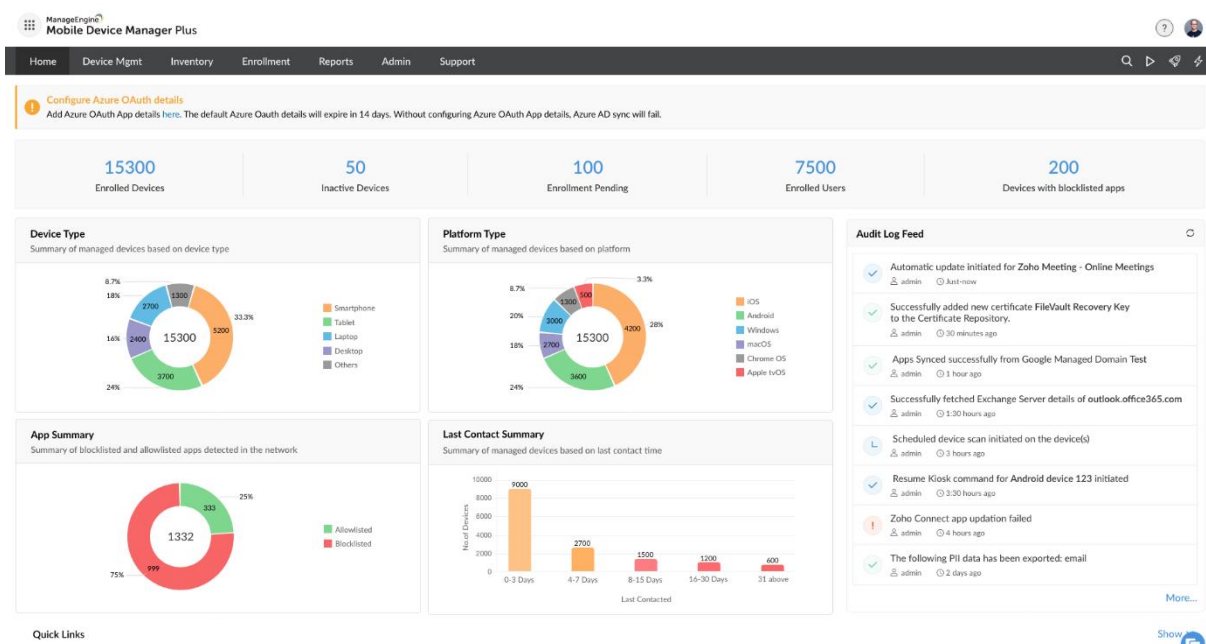 ManageEngine
Mobile Device Manager Plus
?
Home Device Mgmt Inventory Enrollment Reports Admin Support
Configure Azure OAuth details
Add Azure OAuth App details here. The default Azure Oauth details will expire in 14 days. Without configuring Azure OAuth App details, Azure AD sync will fail.
15300 50 100 7500 200
Enrolled Devices Inactive Devices Enrollment Pending Enrolled Users Devices with blocklisted apps
Device Type
Summary of managed devices based on device type
8.7%
18%
16%
24%
33.3%
1300
2700
2400
3700
5200
15300
Smartphone
Tablet
Laptop
Desktop
Others
Platform Type
Summary of managed devices based on platform
3.3%
8.7%
20%
18%
24%
28%
500
1300
3000
2700
3600
4200
15300
iOS
Android
Windows
macOS
Chrome OS
Apple tvOS
App Summary
Summary of blocklisted and allowlisted apps detected in the network
25%
333
1332
999
75%
Allowlisted
Blocklisted
Last Contact Summary
Summary of managed devices based on last contact time
No.of Devices
10000
8000
6000
4000
2000
0
9000
2700
1500
1200
600
0-3 Days 4-7 Days 8-15 Days 16-30 Days 31 above
Last Contacted
Audit Log Feed
Automatic update initiated for Zoho Meeting - Online Meetings
admin Just-now
Successfully added new certificate FileVault Recovery Key
to the Certificate Repository.
admin 30 minutes ago
Apps Synced successfully from Google Managed Domain Test
admin 1 hour ago
Successfully fetched Exchange Server details of outlook.office365.com
admin 1:30 hours ago
Scheduled device scan initiated on the device(s)
admin 3 hours ago
Resume Kiosk command for Android device 123 initiated
admin 3:30 hours ago
Zoho Connect app updation failed
admin 4 hours ago
The following PII data has been exported: email
admin 2 days ago
More...
Quick Links
Show